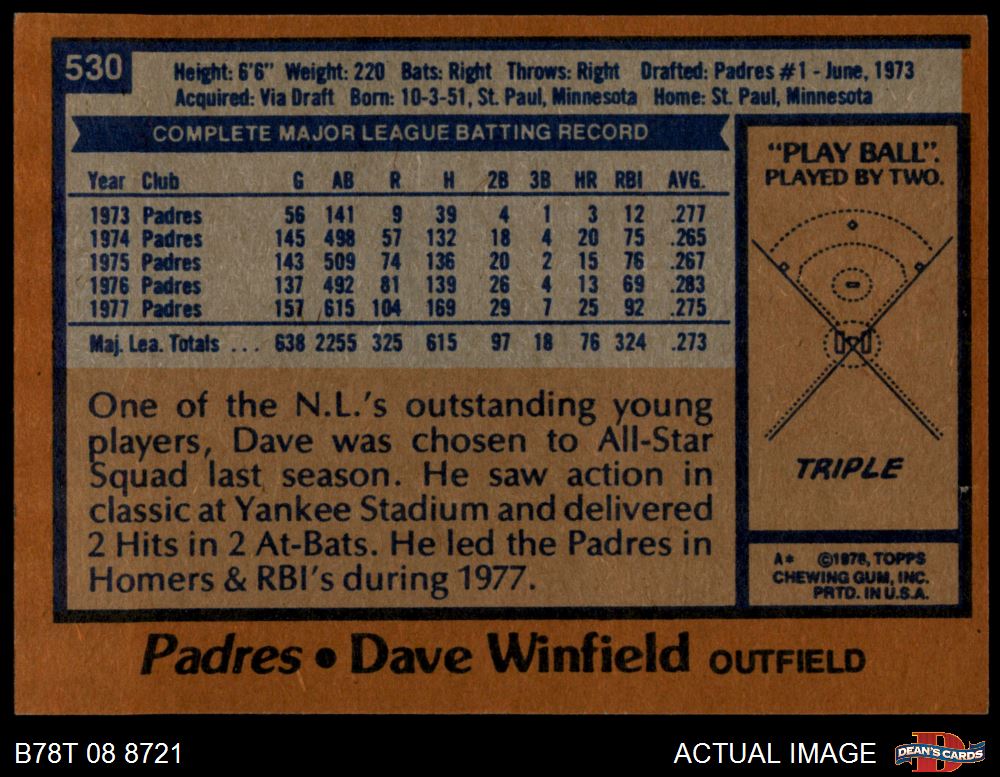 530
Height: 6'6" Weight: 220 Bats: Right Throws: Right Drafted: Padres #1 - June, 1973
Acquired: Via Draft Born: 10-3-51, St. Paul, Minnesota Home: St. Paul, Minnesota
COMPLETE MAJOR LEAGUE BATTING RECORD
Year Club G AB R H 2B 3B HR RBI AVG.
1973 Padres 56 141 9 39 4 1 3 12 .277
1974 Padres 145 498 57 132 18 4 20 75 .265
1975 Padres 143 509 74 136 20 2 15 76 .267
1976 Padres 137 492 81 139 26 4 13 69 .283
1977 Padres 157 615 104 169 29 7 25 92 .275
Maj. Lea. Totals ... 638 2255 325 615 97 18 76 324 .273
One of the N.L.'s outstanding young
players, Dave was chosen to All-Star
Squad last season. He saw action in
classic at Yankee Stadium and delivered
2 Hits in 2 At-Bats. He led the Padres in
Homers & RBI's during 1977.
"PLAY BALL".
PLAYED BY TWO.
TRIPLE
A* ©1978, TOPPS
CHEWING GUM, INC.
PRTD. IN U.S.A.
Padres • Dave Winfield OUTFIELD
B78T 08 8721
ACTUAL IMAGE
D
DEAN'S CARDS